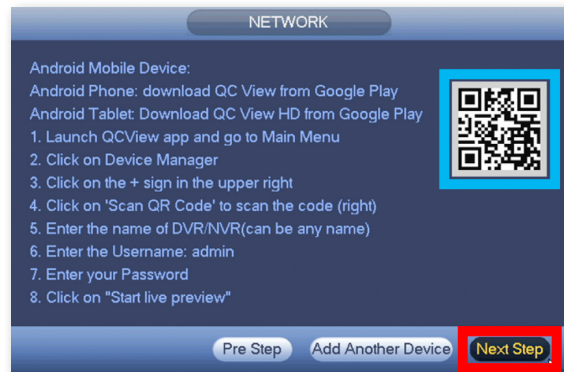 NETWORK
Android Mobile Device:
Android Phone: download QC View from Google Play
Android Tablet: Download QC View HD from Google Play
1. Launch QCView app and go to Main Menu
2. Click on Device Manager
3. Click on the + sign in the upper right
4. Click on 'Scan QR Code' to scan the code (right)
5. Enter the name of DVR/NVR(can be any name)
6. Enter the Username: admin
7. Enter your Password
8. Click on "Start live preview"
Pre Step Add Another Device Next Step